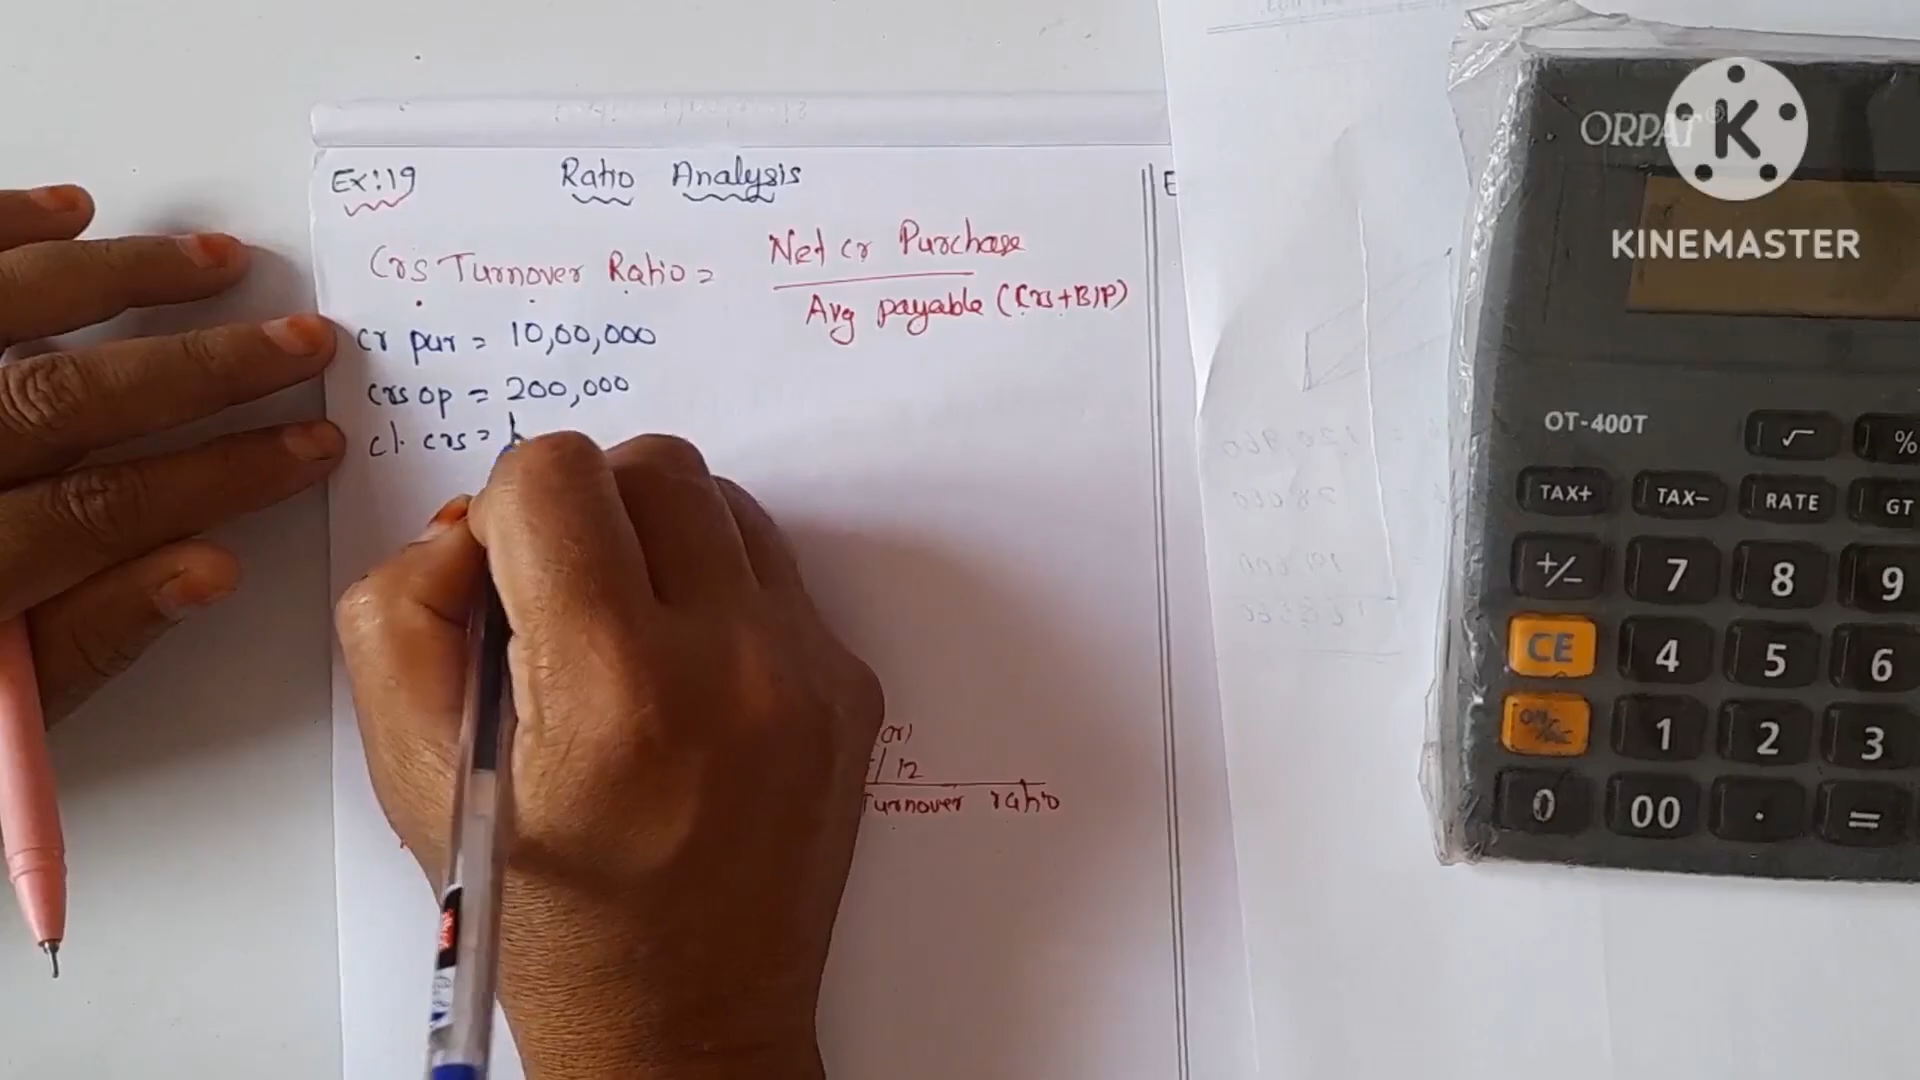 Ex:19 Ratio Analysis
Crs Turnover Ratio = Net cr Purchase
Avg payable (Crs+B/P)
cr pur = 10,00,000
crs op = 200,000
cl. crs =
(or)
/ 12
Turnover ratio
ORPAT
KINEMASTER
OT-400T
√ %
TAX+ TAX− RATE GT
+/− 7 8 9
CE 4 5 6
1 2 3
0 00 . =